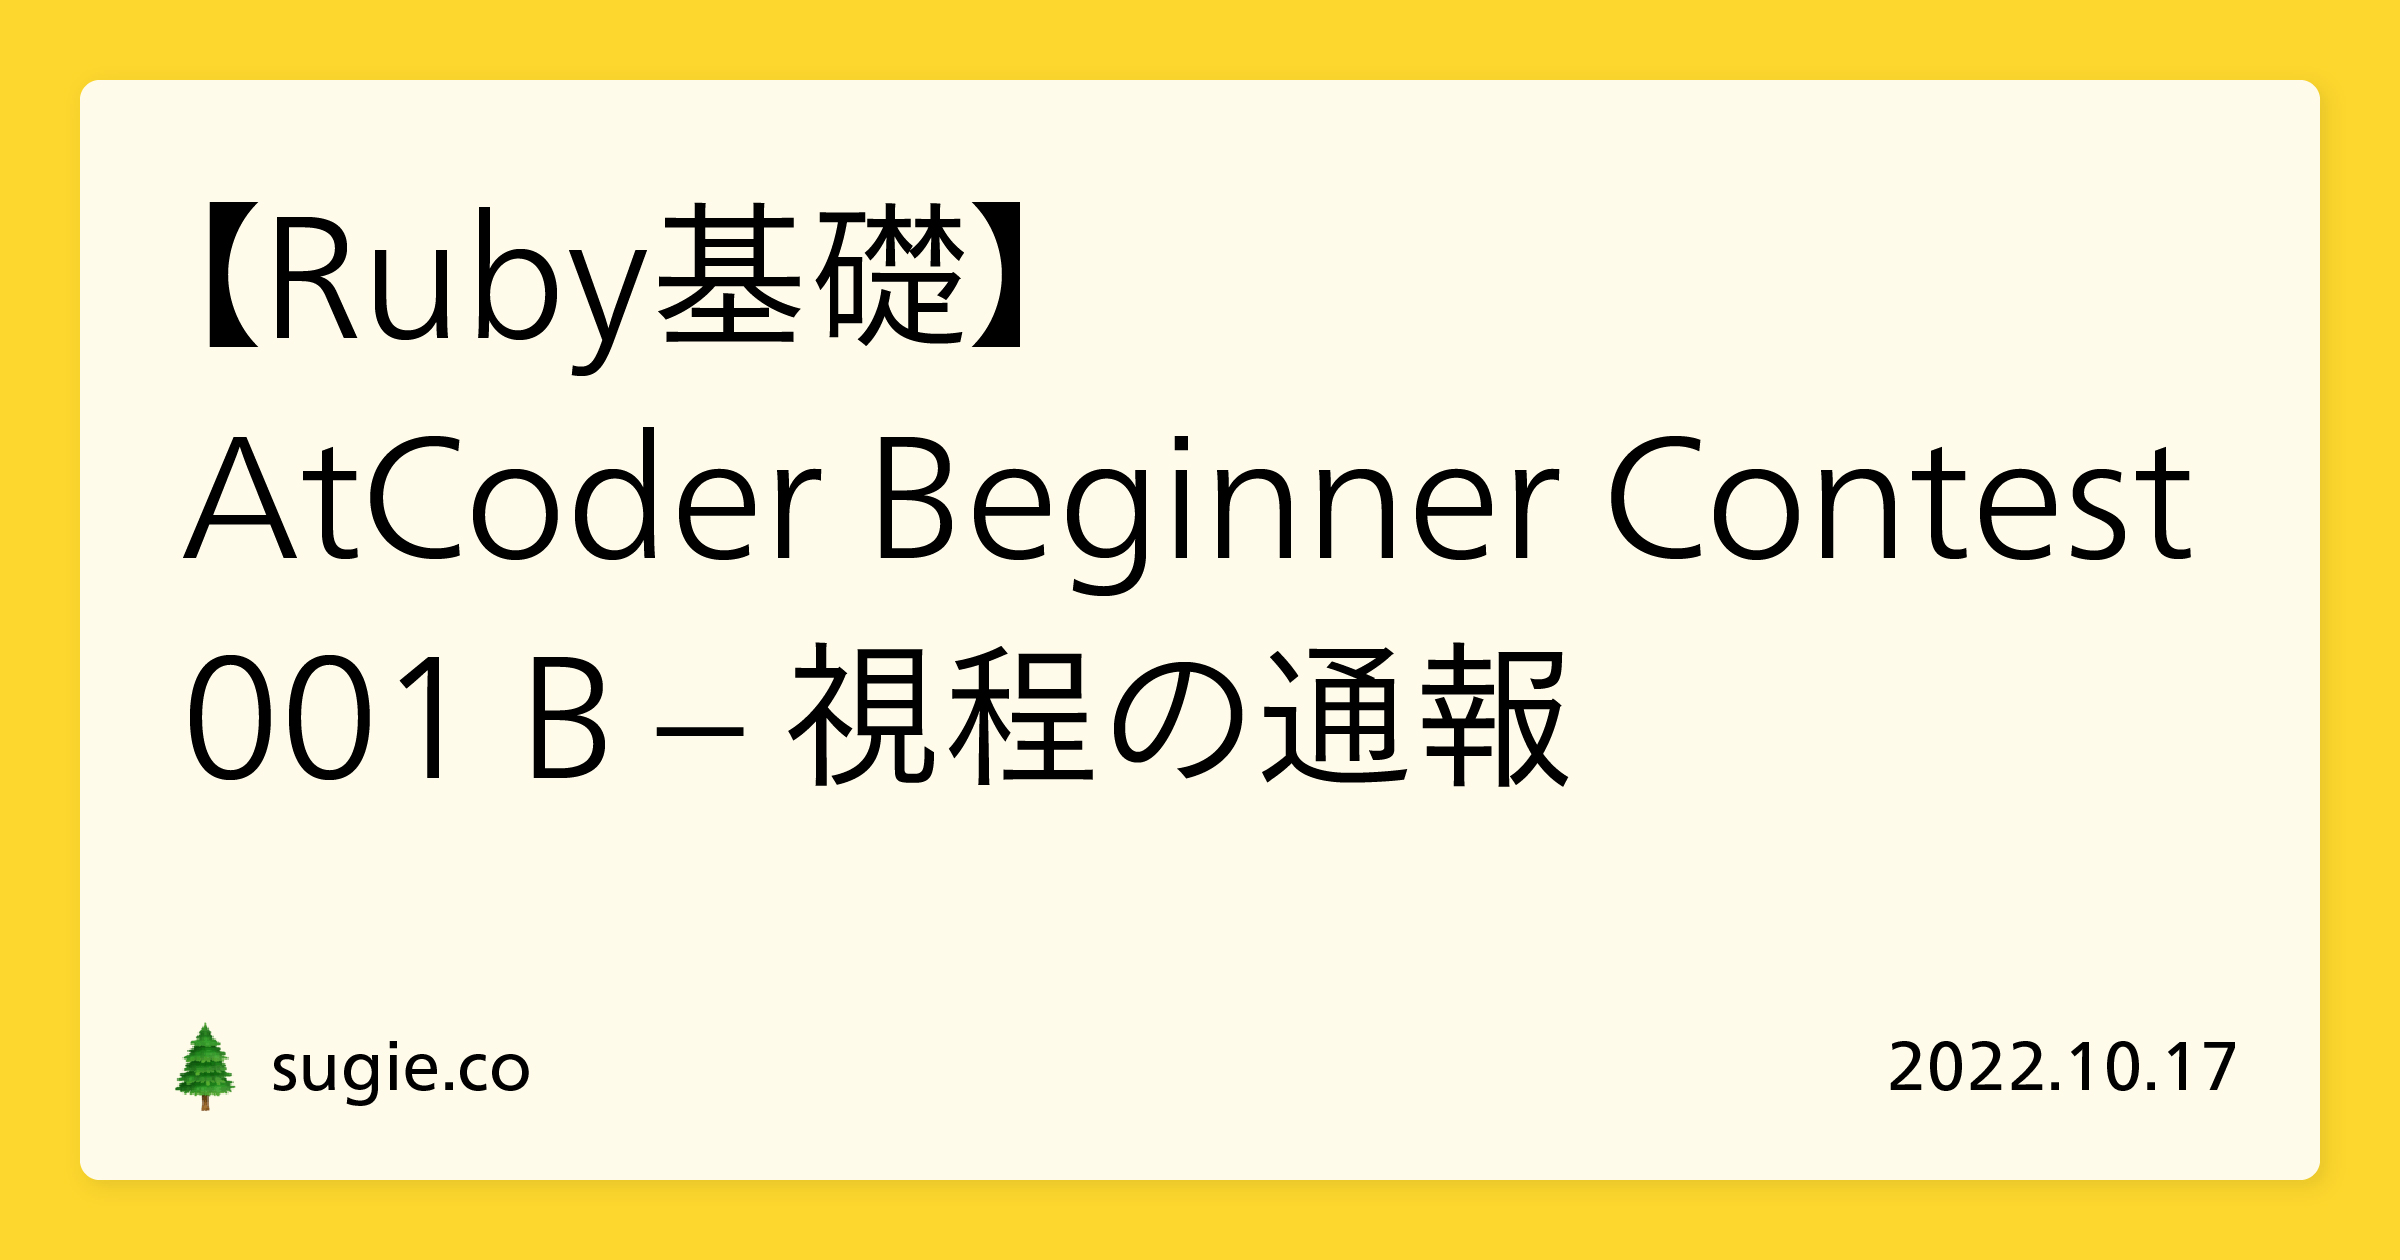 【Ruby基礎】
AtCoder Beginner Contest
001 B – 視程の通報
sugie.co
2022.10.17